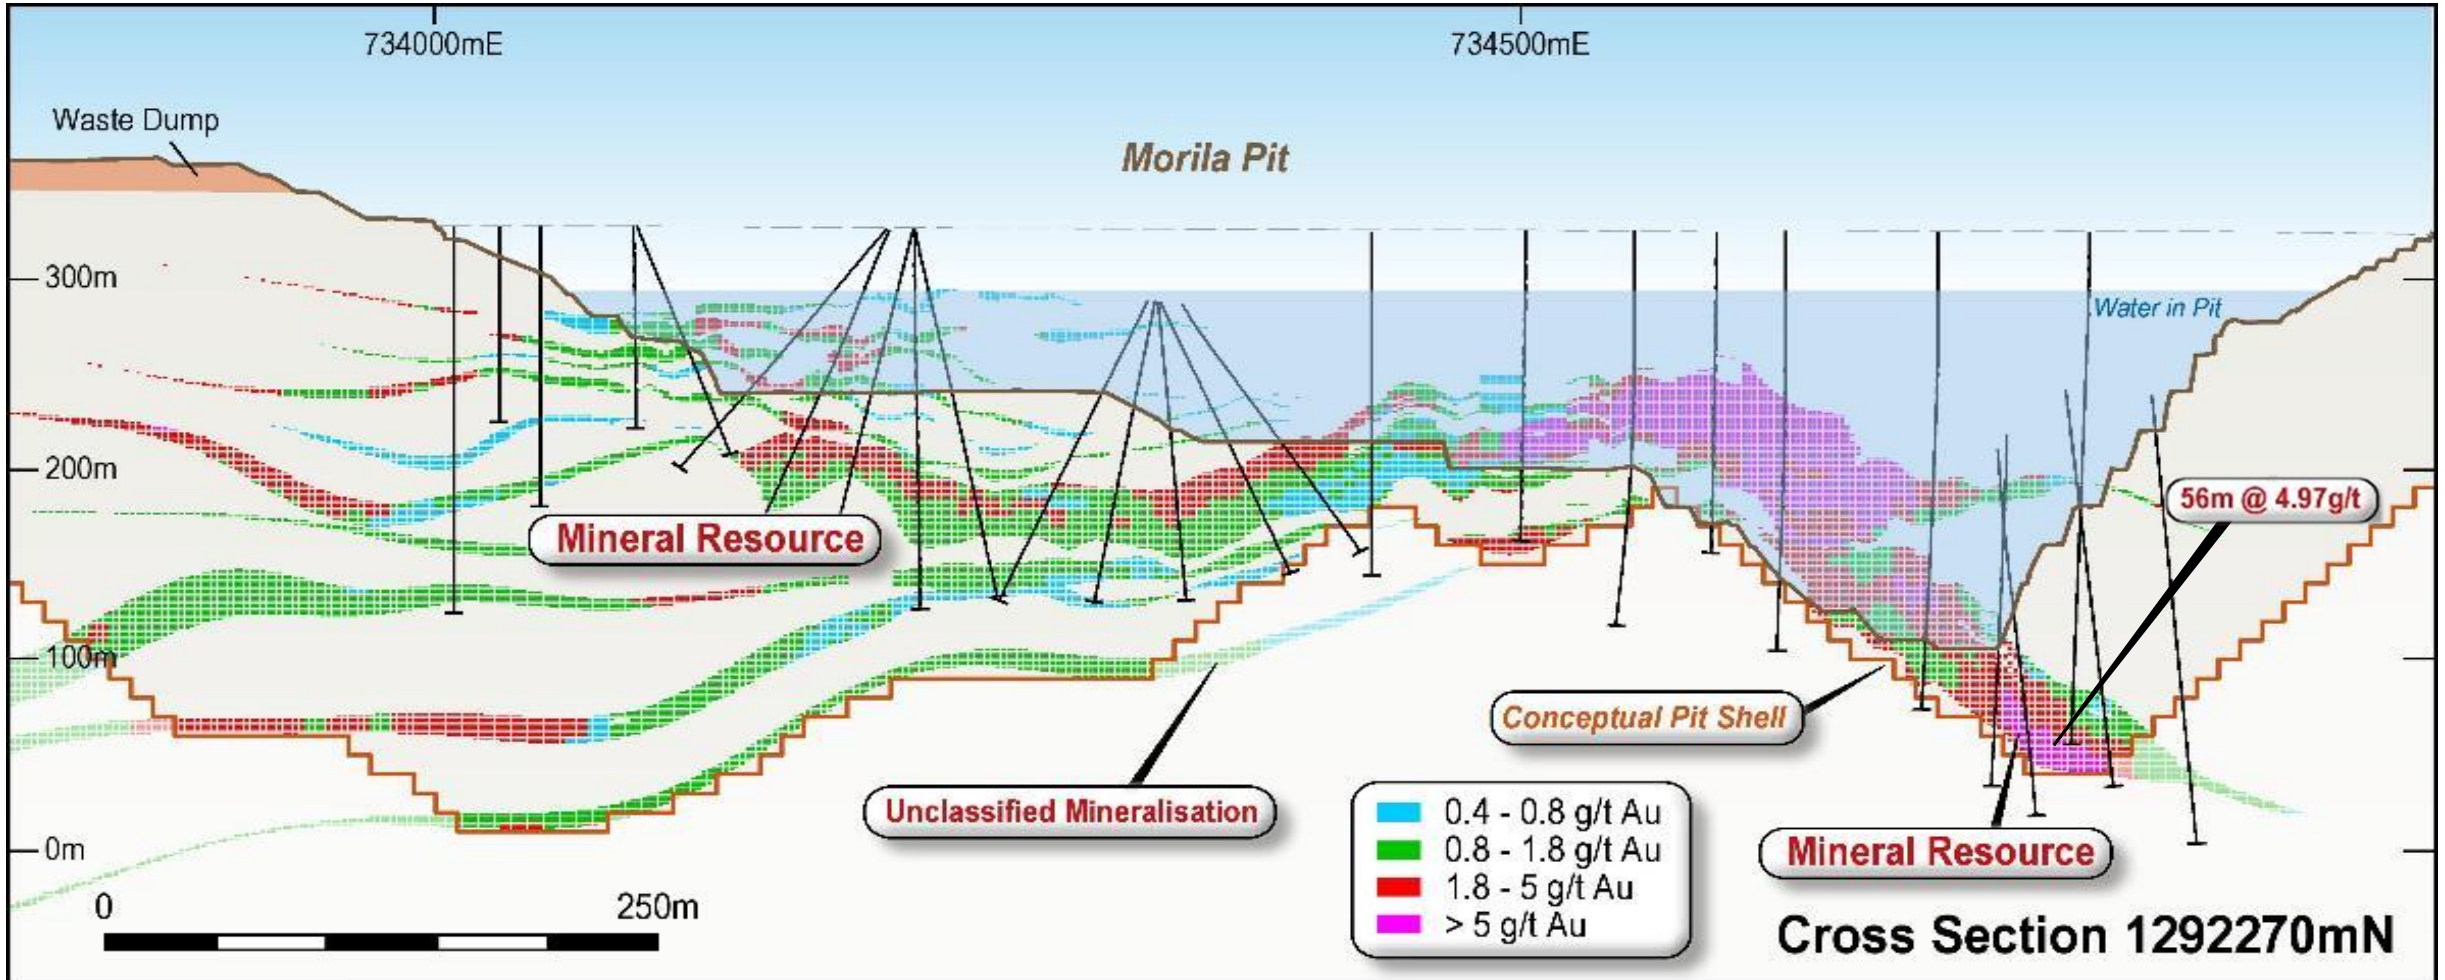 734000mE
734500mE
Waste Dump
Morila Pit
300m
Water in Pit
200m
56m @ 4.97g/t
Mineral Resource
100m
Conceptual Pit Shell
Unclassified Mineralisation
0.4 - 0.8 g/t Au
0.8 - 1.8 g/t Au
1.8 - 5 g/t Au
> 5 g/t Au
Mineral Resource
0m
0
250m
Cross Section 1292270mN